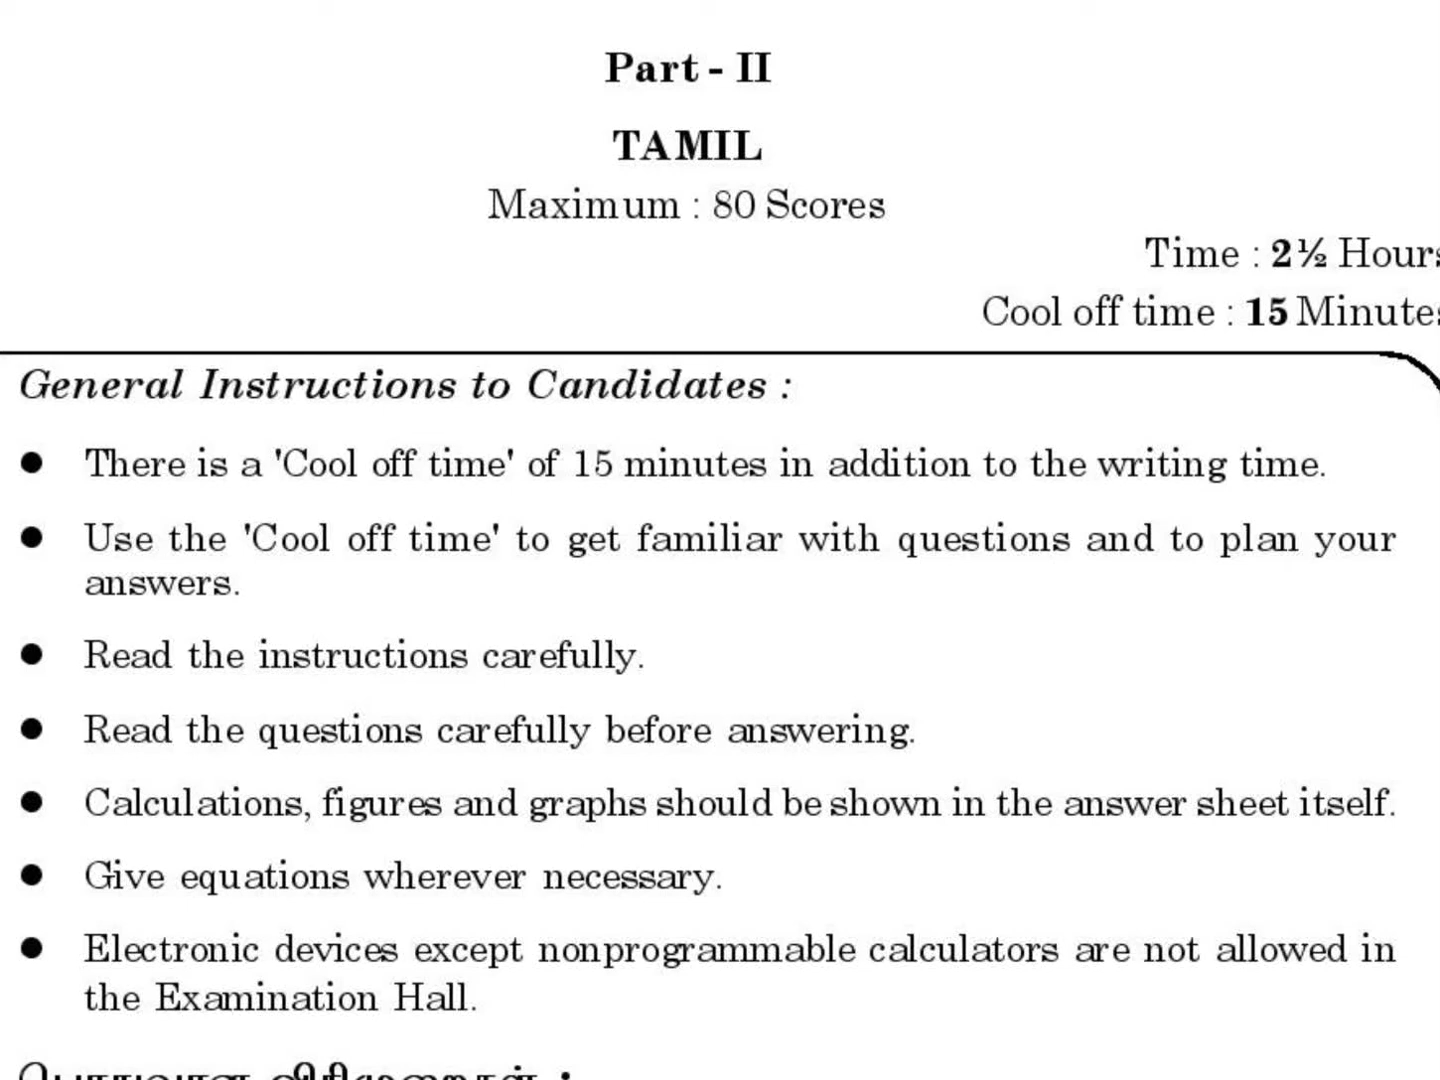 Part - II
TAMIL
Maximum : 80 Scores
Time : 2½ Hours
Cool off time : 15 Minutes
General Instructions to Candidates :
● There is a 'Cool off time' of 15 minutes in addition to the writing time.
● Use the 'Cool off time' to get familiar with questions and to plan your
answers.
● Read the instructions carefully.
● Read the questions carefully before answering.
● Calculations, figures and graphs should be shown in the answer sheet itself.
● Give equations wherever necessary.
● Electronic devices except nonprogrammable calculators are not allowed in
the Examination Hall.